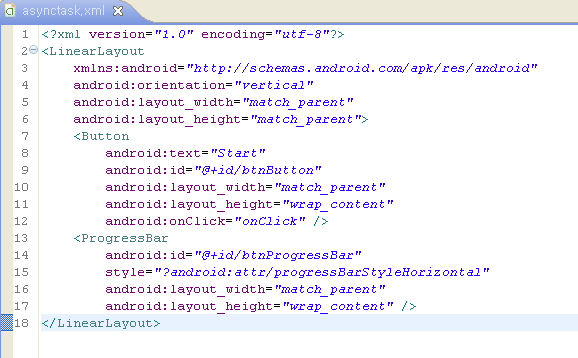 asynctask.xml
1 <?xml version="1.0" encoding="utf-8"?>
2 <LinearLayout
3     xmlns:android="http://schemas.android.com/apk/res/android"
4     android:orientation="vertical"
5     android:layout_width="match_parent"
6     android:layout_height="match_parent">
7     <Button
8         android:text="Start"
9         android:id="@+id/btnButton"
10         android:layout_width="match_parent"
11         android:layout_height="wrap_content"
12         android:onClick="onClick" />
13     <ProgressBar
14         android:id="@+id/btnProgressBar"
15         style="?android:attr/progressBarStyleHorizontal"
16         android:layout_width="match_parent"
17         android:layout_height="wrap_content" />
18 </LinearLayout>